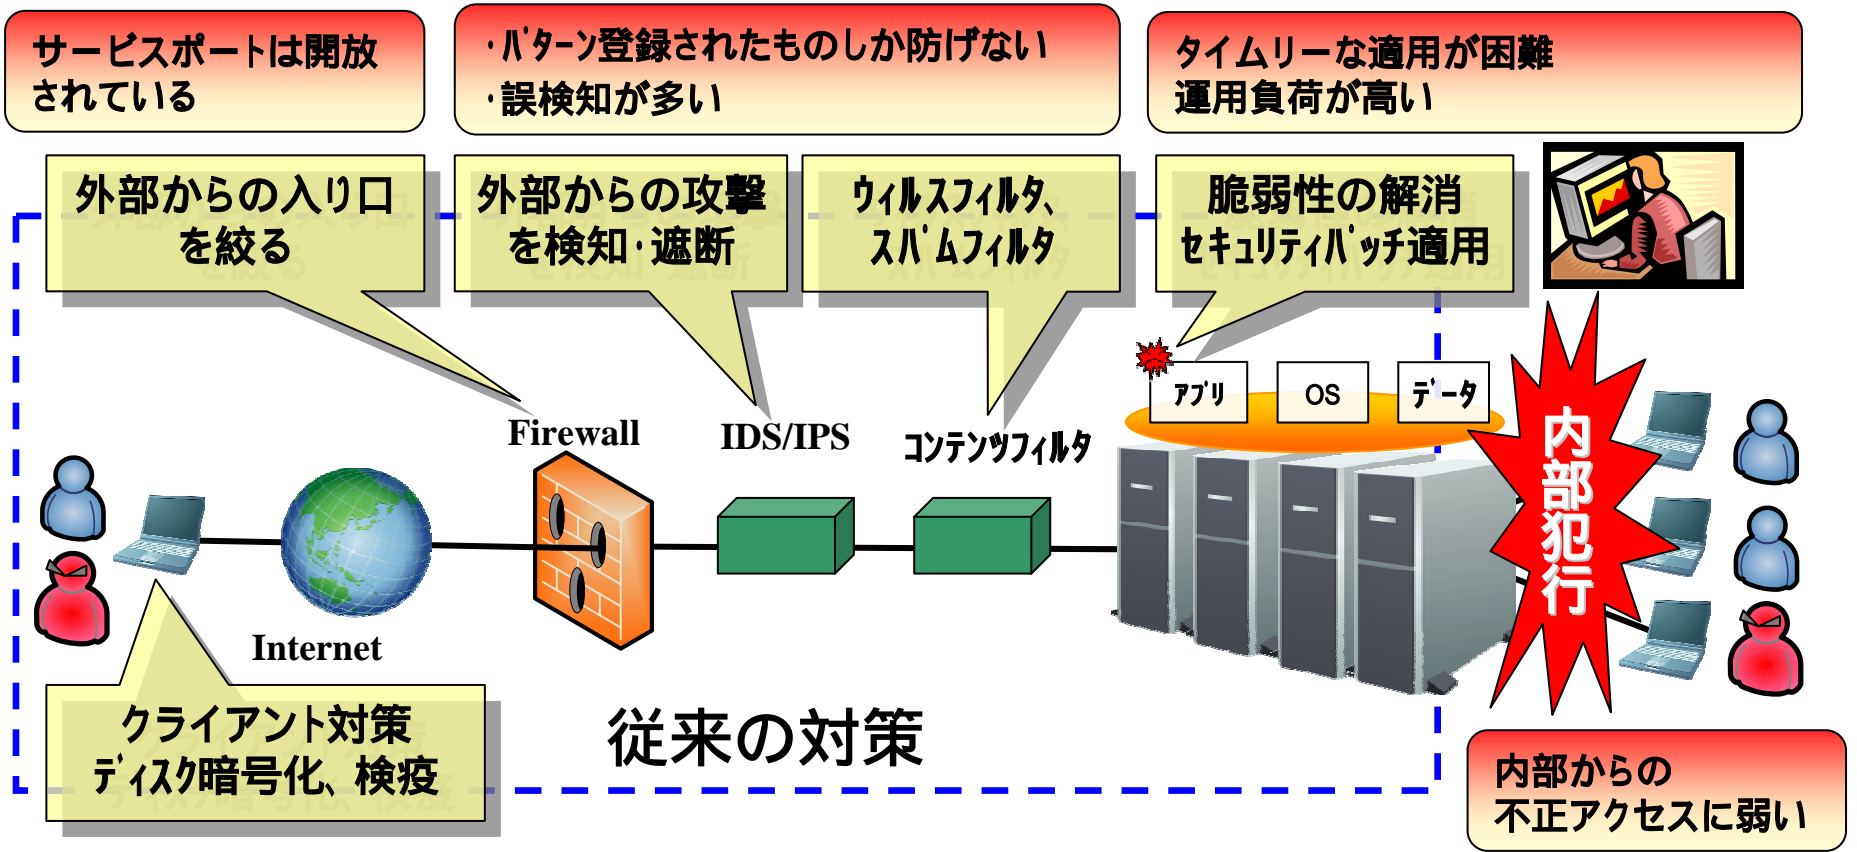 サービスポートは開放
されている
・ﾊﾟﾀｰﾝ登録されたものしか防げない
・誤検知が多い
タイムリーな適用が困難
運用負荷が高い
外部からの入り口
を絞る
外部からの攻撃
を検知・遮断
ｳｨﾙｽﾌｨﾙﾀ、
ｽﾊﾟﾑﾌｨﾙﾀ
脆弱性の解消
ｾｷｭﾘﾃｨﾊﾟｯﾁ適用
ｱﾌﾟﾘ
OS
ﾃﾞｰﾀ
Firewall
IDS/IPS
ｺﾝﾃﾝﾂﾌｨﾙﾀ
内部犯行
Internet
クライアント対策
ﾃﾞｨｽｸ暗号化、検疫
従来の対策
内部からの
不正アクセスに弱い